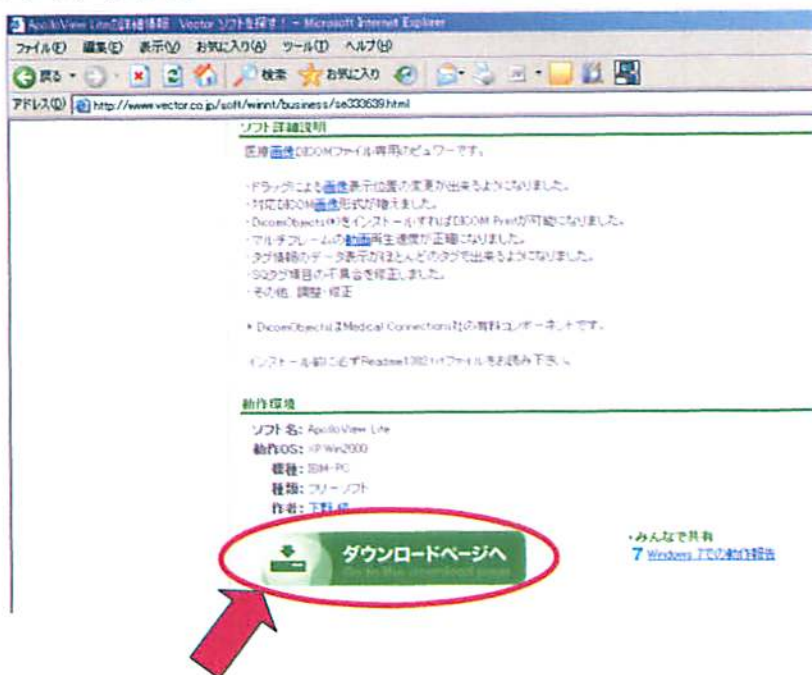 ApolloView Liteの詳細情報 : Vector ソフトを探す! - Microsoft Internet Explorer
ファイル(F) 編集(E) 表示(V) お気に入り(A) ツール(T) ヘルプ(H)
戻る 検索 お気に入り
アドレス(D) http://www.vector.co.jp/soft/winnt/business/se333639.html
ソフト詳細説明
医療画像DICOMファイル専用のビュワーです。
・ドラッグによる画像表示位置の変更が出来るようになりました。
・対応DICOM画像形式が増えました。
・DicomObjects(*)をインストールすればDICOM Printが可能になりました。
・マルチフレームの動画再生速度が正確になりました。
・タグ情報のデータ表示がほとんどのタグで出来るようになりました。
・SQタグ項目の不具合を修正しました。
・その他、調整・修正
* DicomObjectsはMedical Connections社の有料コンポーネントです。
インストール前に必ずReadme1302.txtファイルをお読み下さい。
動作環境
ソフト名: ApolloView Lite
動作OS: XP Win2000
機種: IBM-PC
種類: フリーソフト
作者: 下野
ダウンロードページへ
Go to the download page
・みんなで共有
7 Windows 7での動作報告